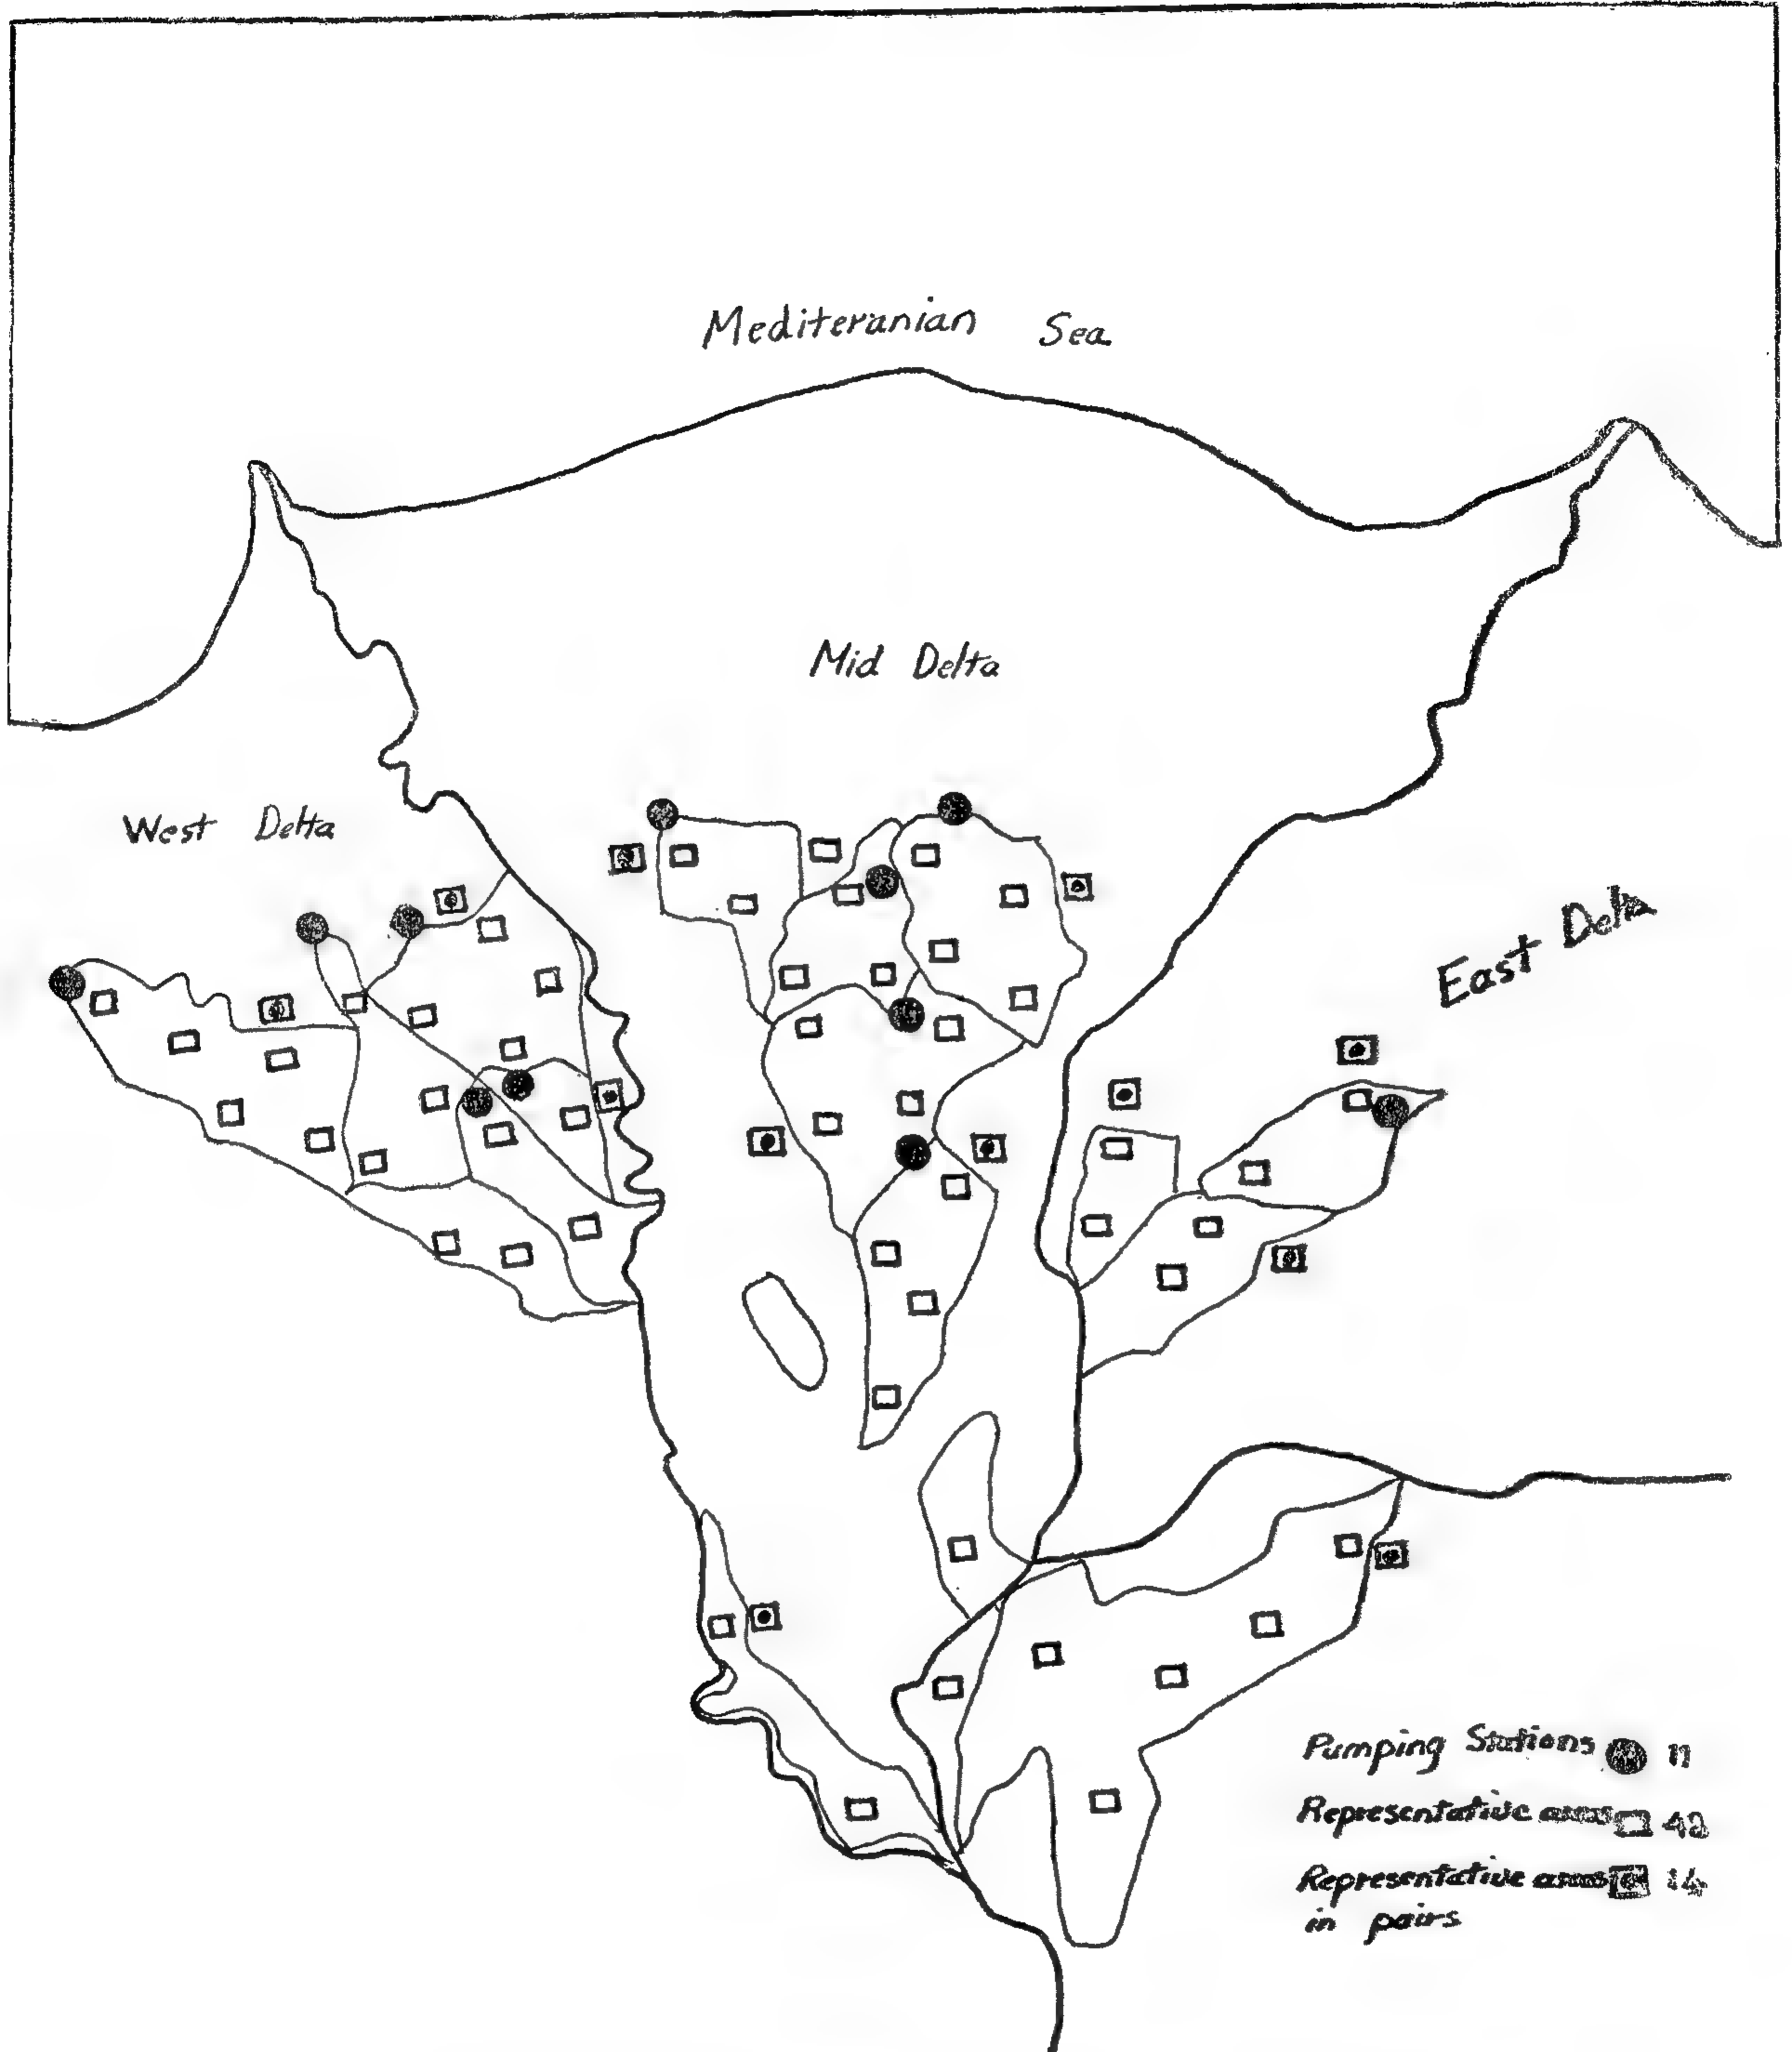 Mediteranian Sea
Mid Delta
West Delta
East Delta
Pumping Stations 11
Representative areas 42
Representative areas 14
in pairs